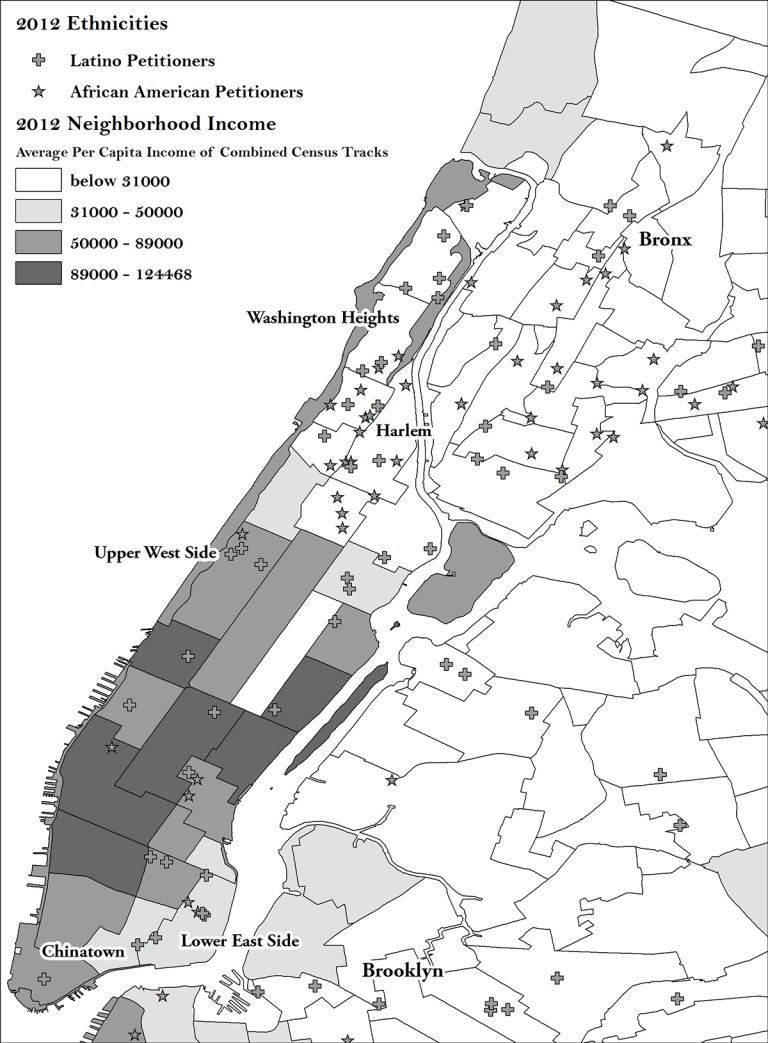 2012 Ethnicities
Latino Petitioners
African American Petitioners
2012 Neighborhood Income
Average Per Capita Income of Combined Census Tracks
below 31000
31000 - 50000
50000 - 89000
89000 - 124468
Bronx
Washington Heights
Harlem
Upper West Side
Lower East Side
Chinatown
Brooklyn